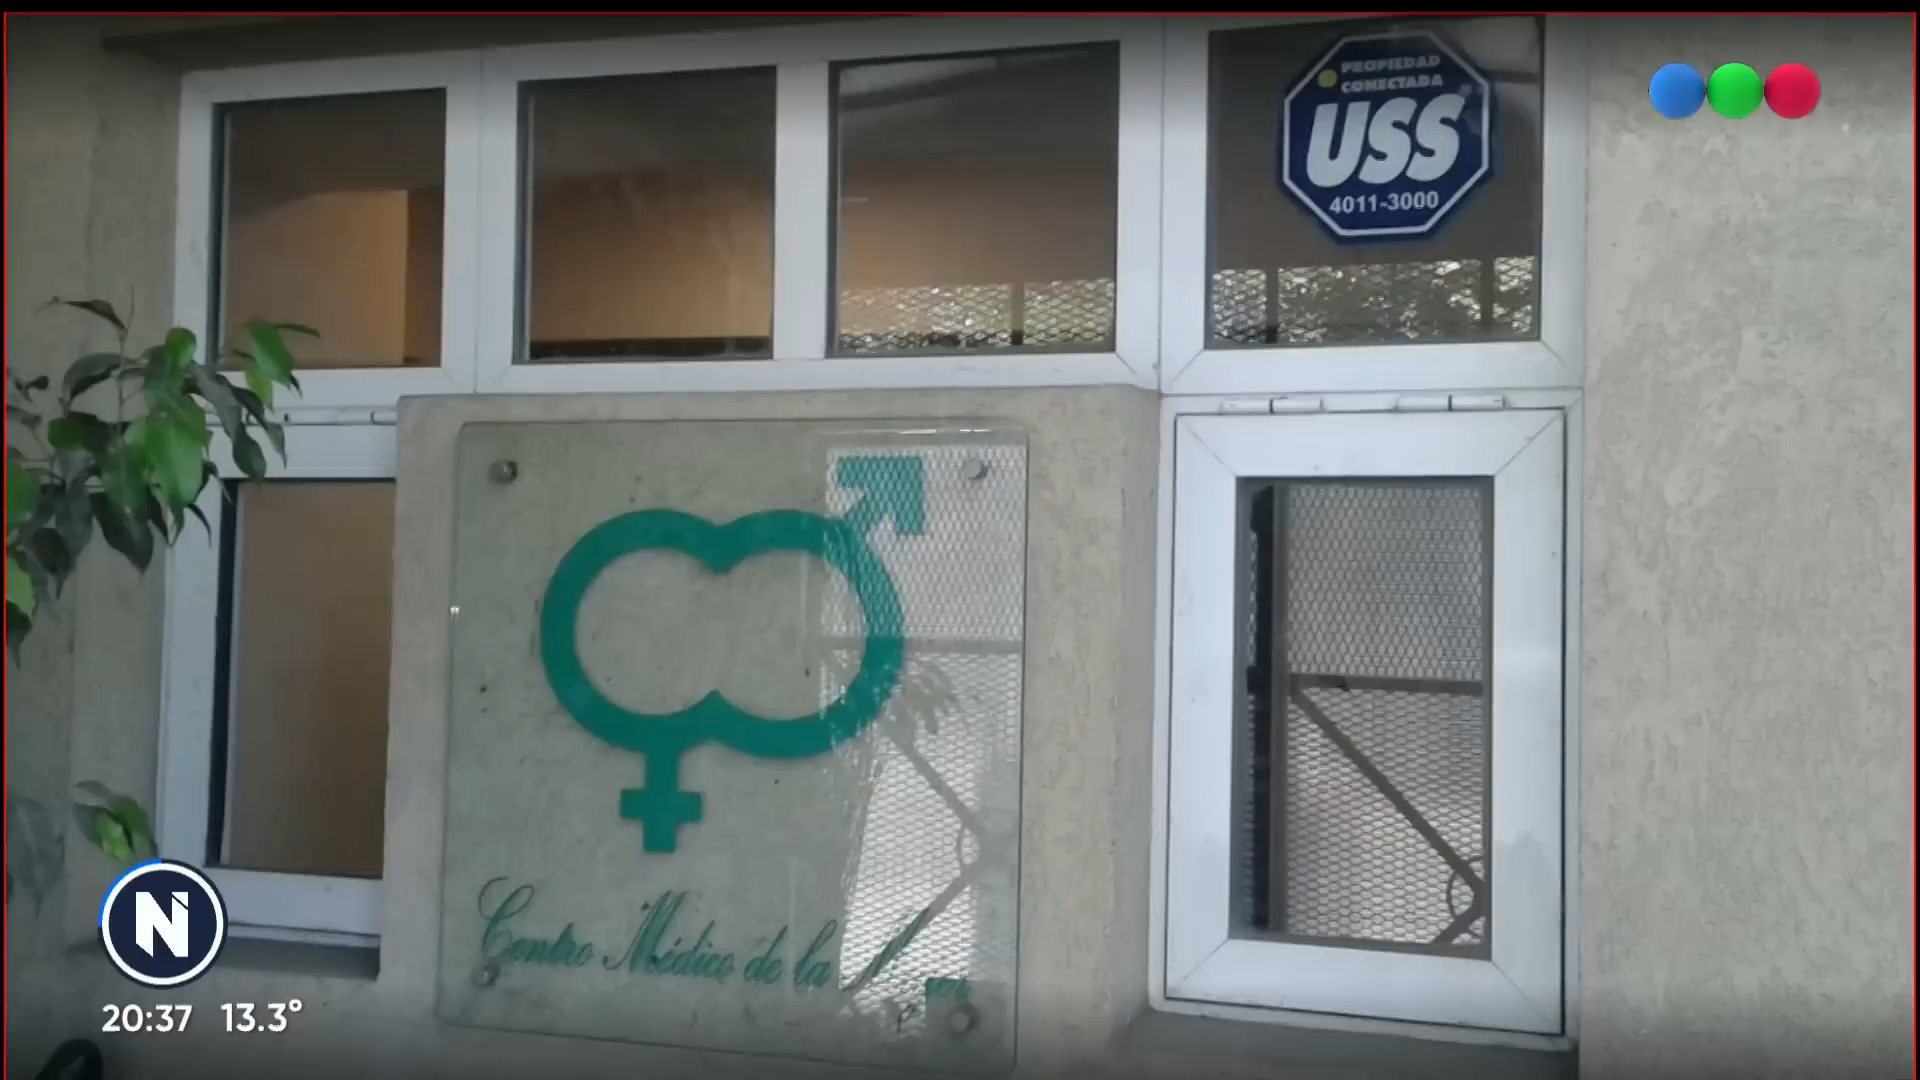 PROPIEDAD
CONECTADA
USS®
4011-3000
Centro Médico de la
N
20:37 13.3°